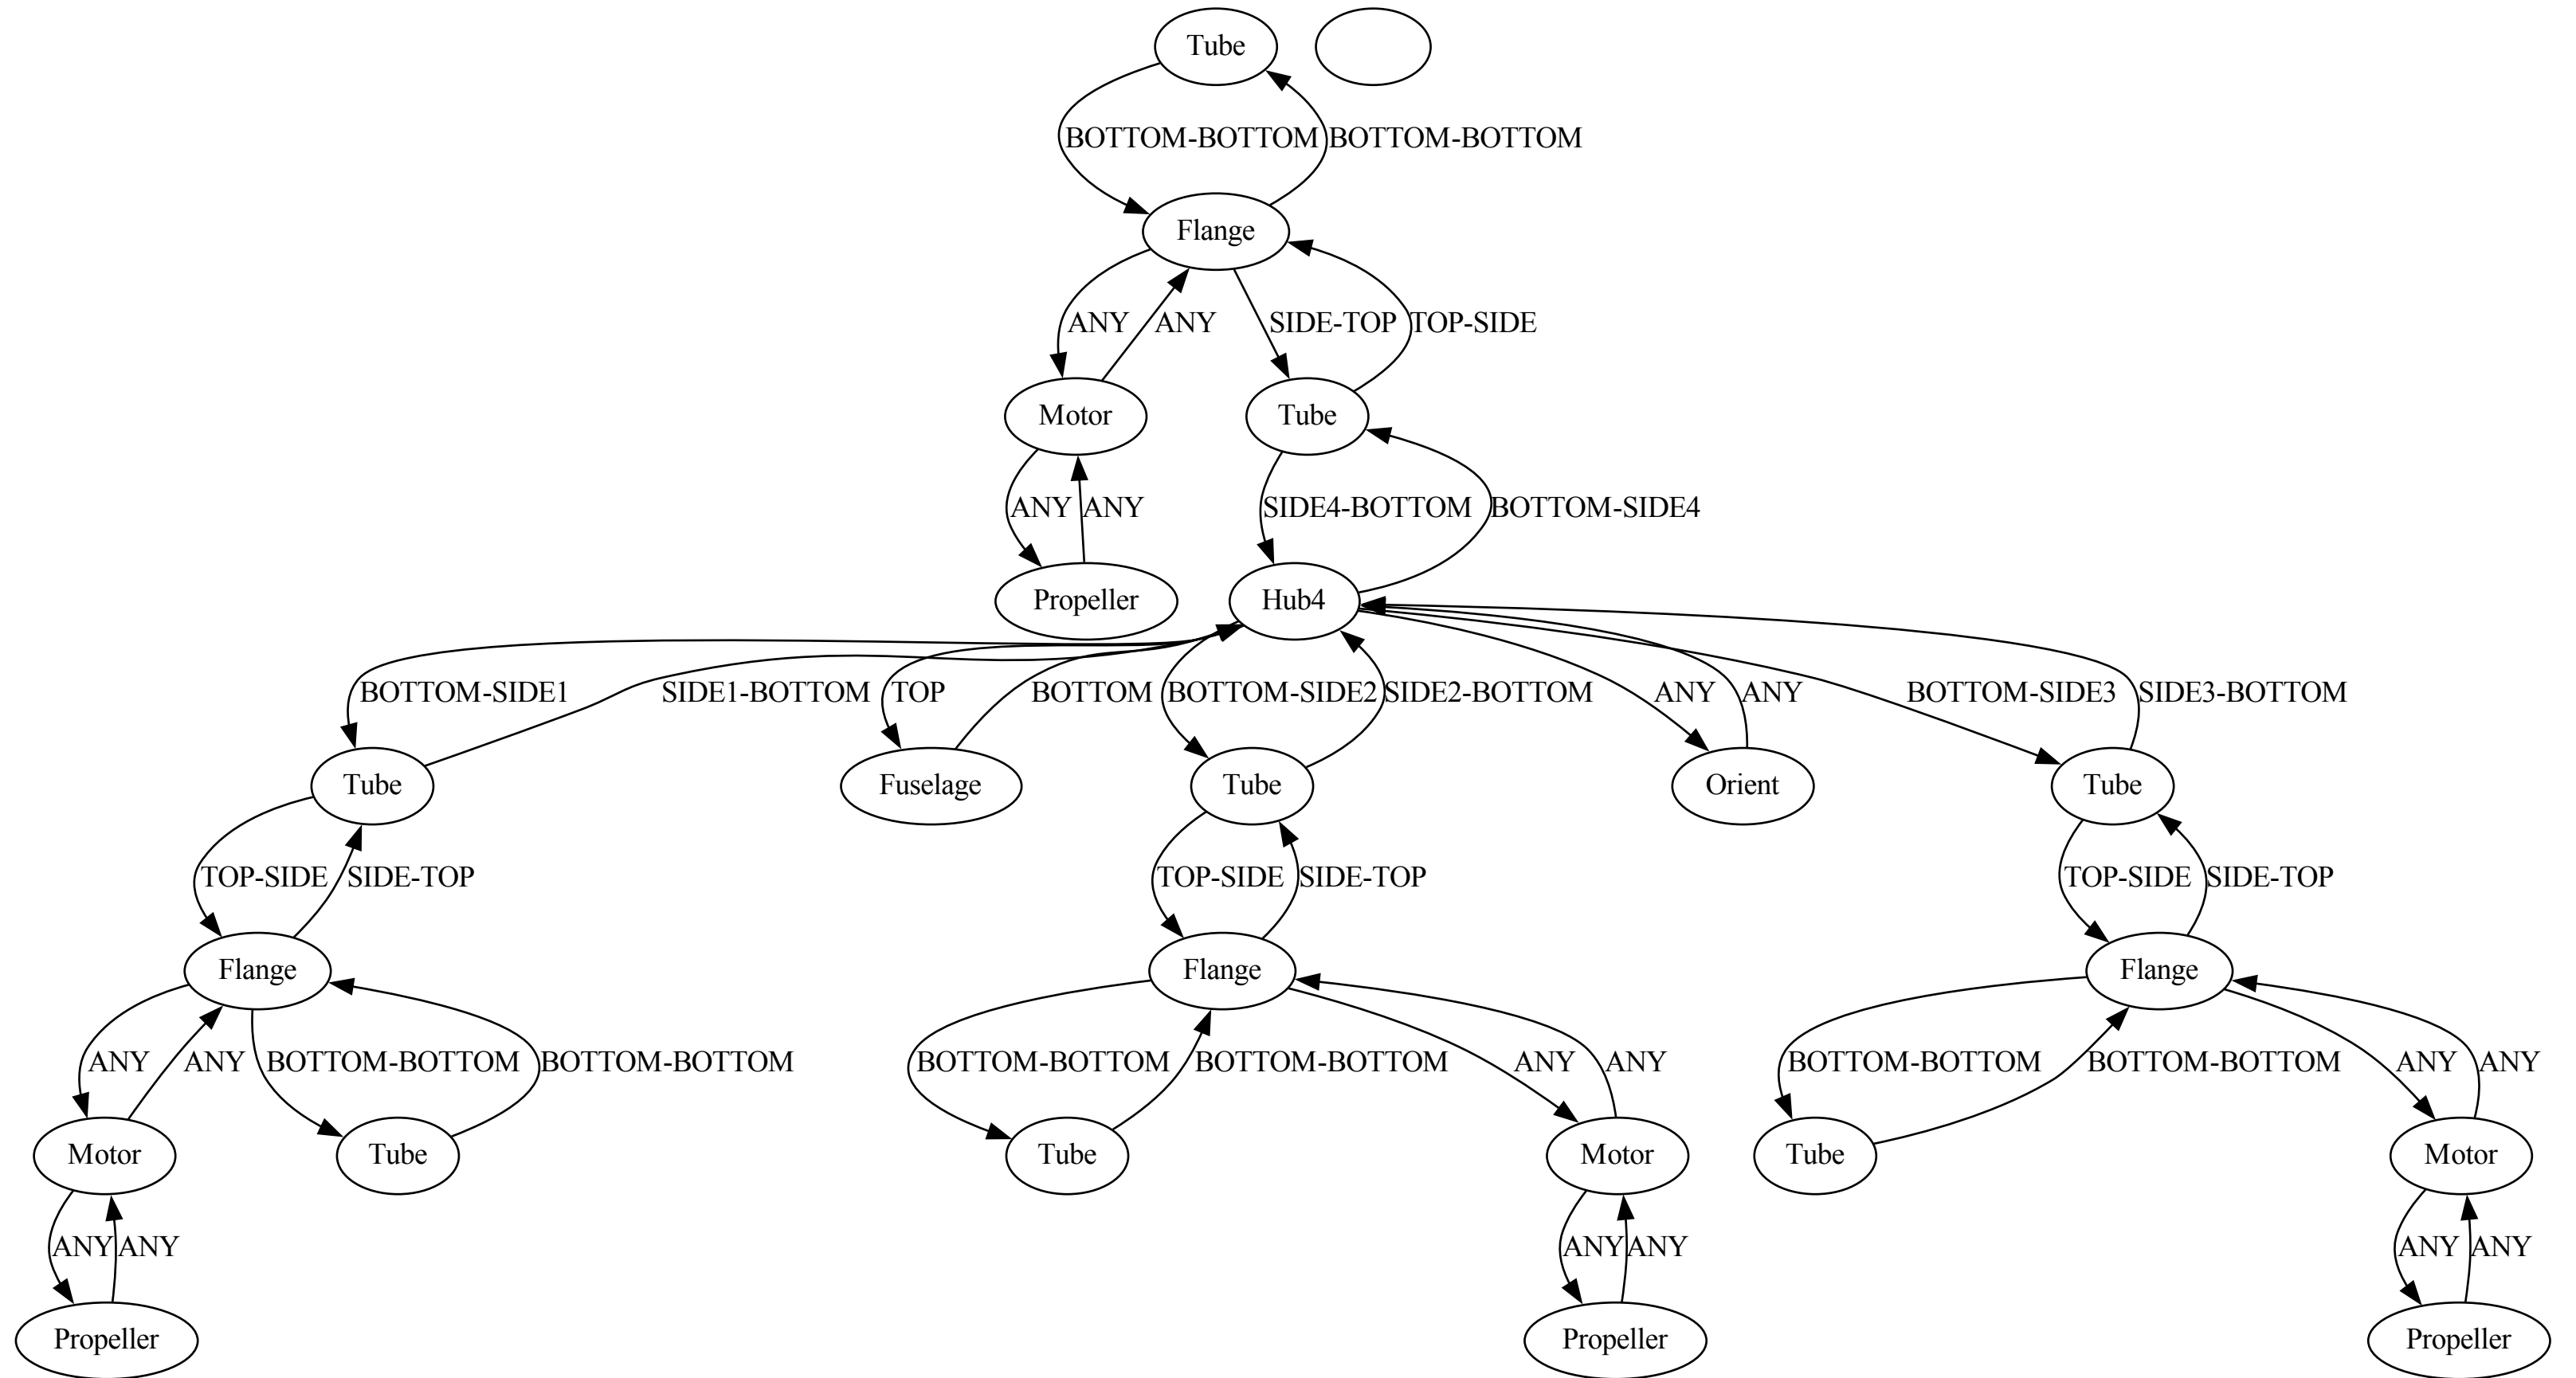 Tube
BOTTOM-BOTTOM BOTTOM-BOTTOM
Flange
ANY ANY SIDE-TOP TOP-SIDE
Motor Tube
ANY ANY SIDE4-BOTTOM BOTTOM-SIDE4
Propeller Hub4
BOTTOM-SIDE1 SIDE1-BOTTOM TOP BOTTOM BOTTOM-SIDE2 SIDE2-BOTTOM ANY ANY BOTTOM-SIDE3 SIDE3-BOTTOM
Tube Fuselage Tube Orient Tube
TOP-SIDE SIDE-TOP TOP-SIDE SIDE-TOP TOP-SIDE SIDE-TOP
Flange Flange Flange
ANY ANY BOTTOM-BOTTOM BOTTOM-BOTTOM BOTTOM-BOTTOM BOTTOM-BOTTOM ANY ANY BOTTOM-BOTTOM BOTTOM-BOTTOM ANY ANY
Motor Tube Tube Motor Tube Motor
ANY ANY ANY ANY ANY ANY
Propeller Propeller Propeller